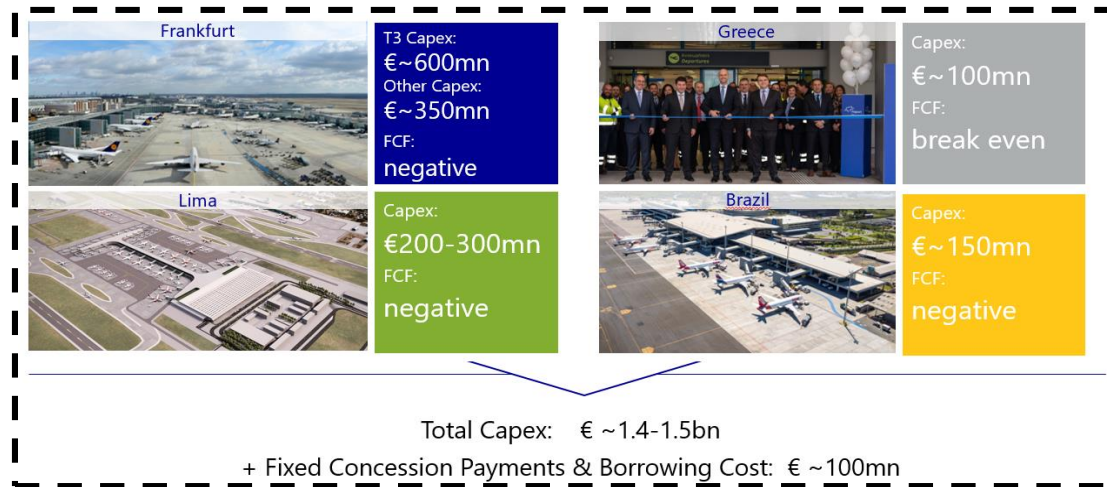 Frankfurt
T3 Capex:
€~600mn
Other Capex:
€~350mn
FCF:
negative
Greece
Capex:
€~100mn
FCF:
break even
Lima
Capex:
€200-300mn
FCF:
negative
Brazil
Capex:
€~150mn
FCF:
negative
Total Capex: € ~1.4-1.5bn
+ Fixed Concession Payments & Borrowing Cost: € ~100mn